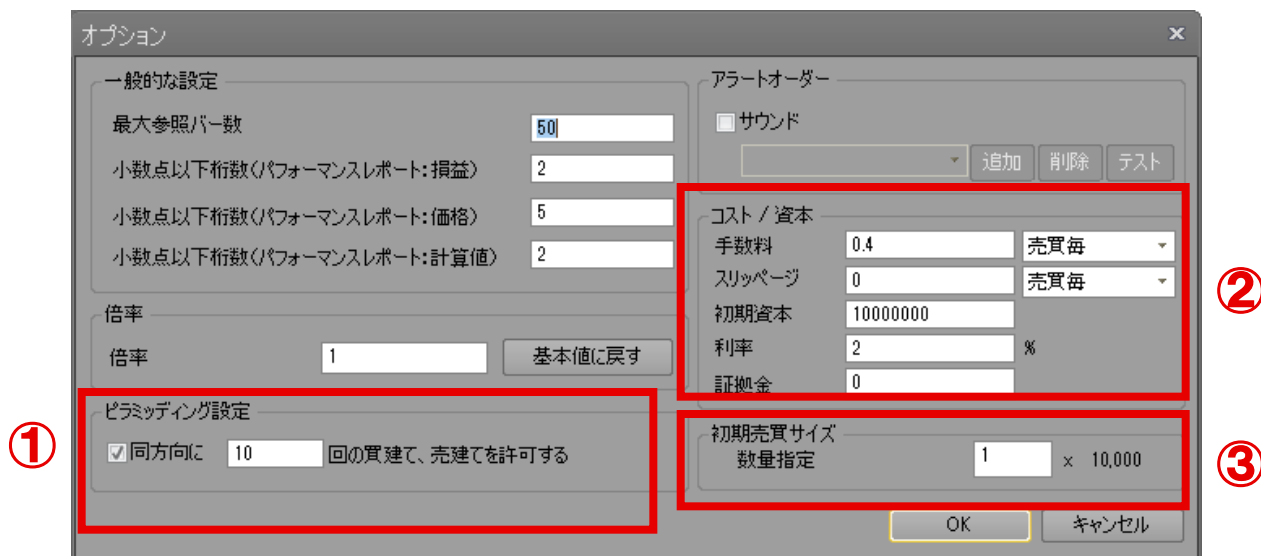 オプション
一般的な設定
最大参照バー数 50
小数点以下桁数(パフォーマンスレポート:損益) 2
小数点以下桁数(パフォーマンスレポート:価格) 5
小数点以下桁数(パフォーマンスレポート:計算値) 2
倍率
倍率 1 基本値に戻す
①
ピラミッディング設定
同方向に 10 回の買建て、売建てを許可する
アラートオーダー
サウンド
追加 削除 テスト
コスト / 資本
手数料 0.4 売買毎
スリッページ 0 売買毎
初期資本 10000000
利率 2 %
証拠金 0
②
初期売買サイズ
数量指定 1 x 10,000
③
OK キャンセル